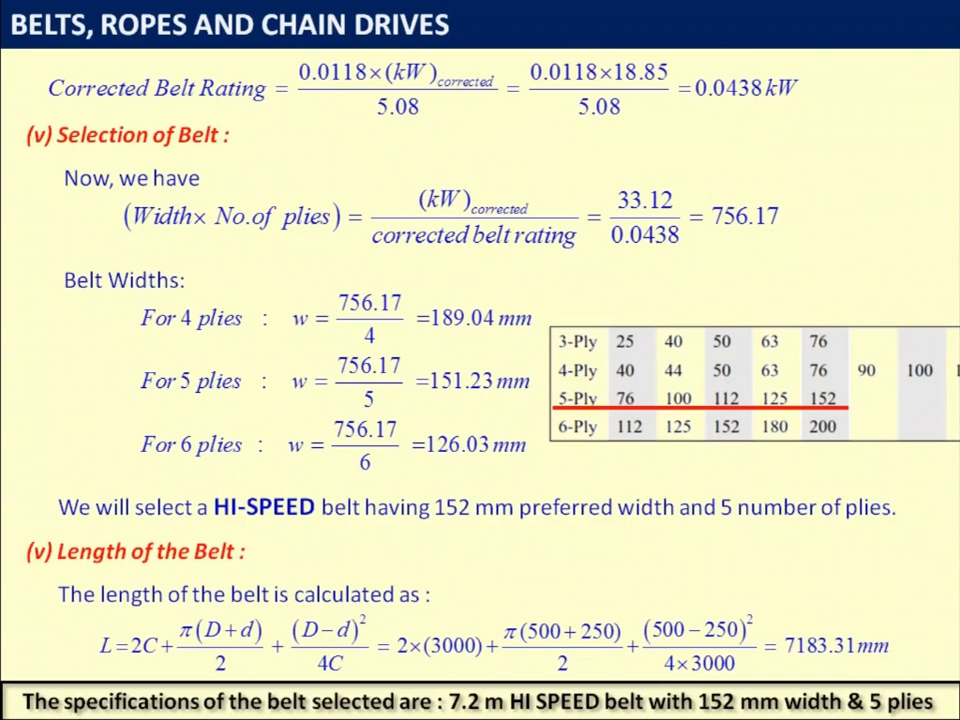 BELTS, ROPES AND CHAIN DRIVES
Corrected Belt Rating = 0.0118×(kW)corrected / 5.08 = 0.0118×18.85 / 5.08 = 0.0438 kW
(v) Selection of Belt :
Now, we have
(Width× No.of plies) = (kW)corrected / corrected belt rating = 33.12 / 0.0438 = 756.17
Belt Widths:
For 4 plies : w = 756.17 / 4 =189.04 mm
For 5 plies : w = 756.17 / 5 =151.23 mm
For 6 plies : w = 756.17 / 6 =126.03 mm
3-Ply 25 40 50 63 76
4-Ply 40 44 50 63 76 90 100
5-Ply 76 100 112 125 152
6-Ply 112 125 152 180 200
We will select a HI-SPEED belt having 152 mm preferred width and 5 number of plies.
(v) Length of the Belt :
The length of the belt is calculated as :
L=2C+ π(D+d) / 2 + (D−d)² / 4C = 2×(3000)+ π(500+250) / 2 + (500−250)² / 4×3000 = 7183.31mm
The specifications of the belt selected are : 7.2 m HI SPEED belt with 152 mm width & 5 plies